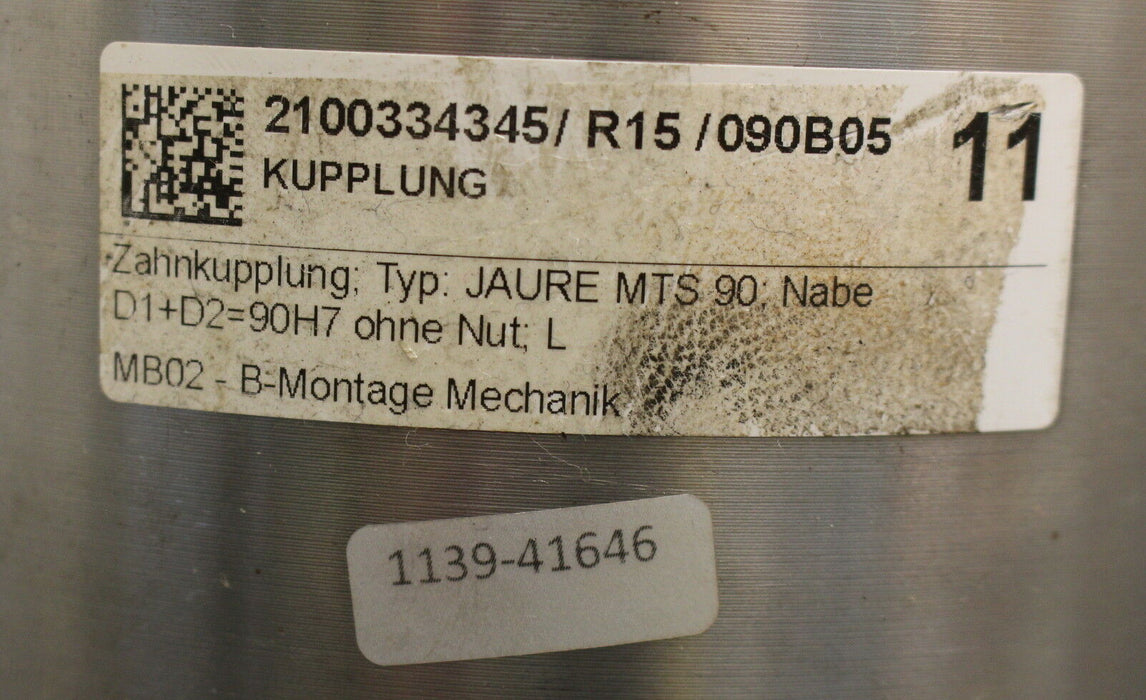 2100334345/ R15 /090B05 11
KUPPLUNG
Zahnkupplung; Typ: JAURE MTS 90; Nabe
D1+D2=90H7 ohne Nut; L
MB02 - B-Montage Mechanik
1139-41646